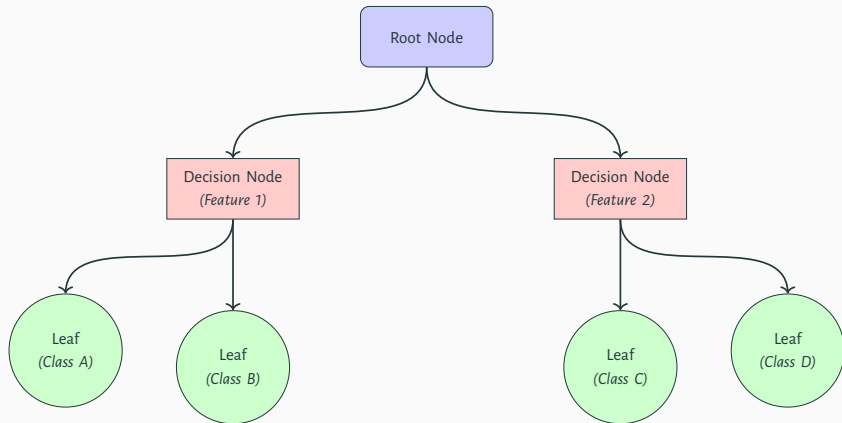 Root Node
Decision Node
(Feature 1)
Decision Node
(Feature 2)
Leaf
(Class A)
Leaf
(Class B)
Leaf
(Class C)
Leaf
(Class D)